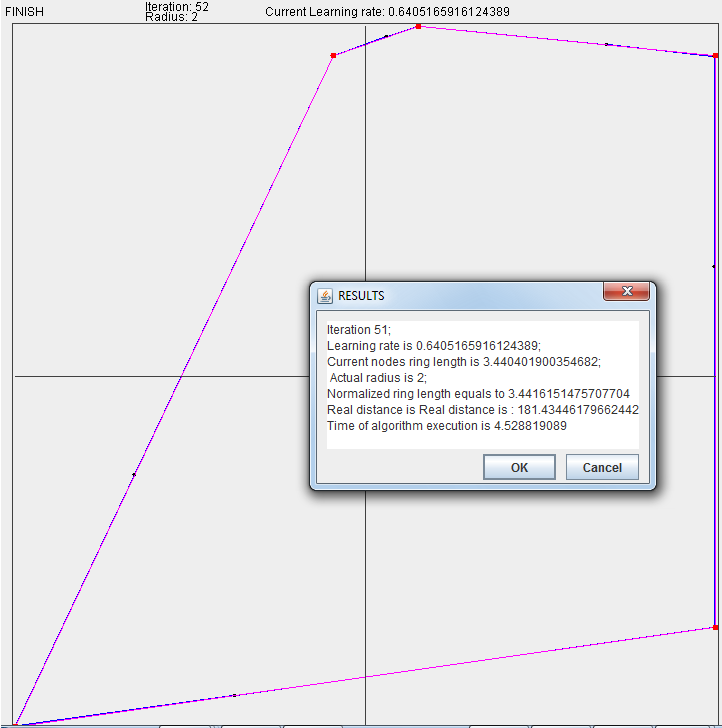 FINISH
Iteration: 52
Radius: 2
Current Learning rate: 0.6405165916124389
RESULTS
Iteration 51;
Learning rate is 0.6405165916124389;
Current nodes ring length is 3.440401900354682;
Actual radius is 2;
Normalized ring length equals to 3.4416151475707704
Real distance is Real distance is : 181.43446179662442
Time of algorithm execution is 4.528819089
OK
Cancel